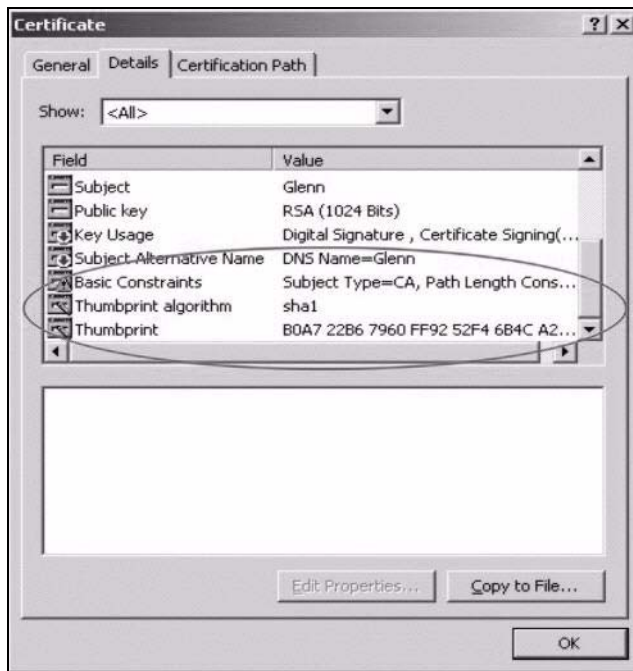 Certificate
General Details Certification Path
Show: <All>
Field Value
Subject Glenn
Public key RSA (1024 Bits)
Key Usage Digital Signature , Certificate Signing(...
Subject Alternative Name DNS Name=Glenn
Basic Constraints Subject Type=CA, Path Length Cons...
Thumbprint algorithm sha1
Thumbprint B0A7 22B6 7960 FF92 52F4 6B4C A2...
Edit Properties... Copy to File...
OK